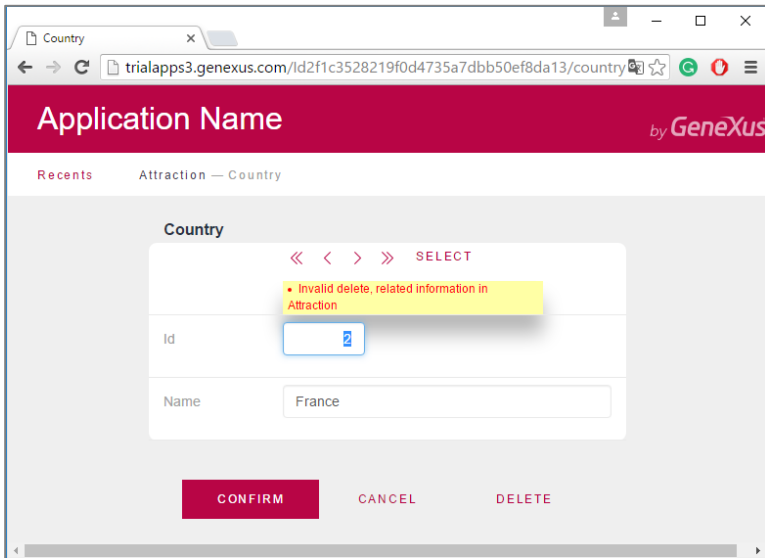 Country
trialapps3.genexus.com/Id2f1c3528219f0d4735a7dbb50ef8da13/country
Application Name
by GeneXus
Recents Attraction — Country
Country
SELECT
• Invalid delete, related information in
Attraction
Id 2
Name France
CONFIRM CANCEL DELETE